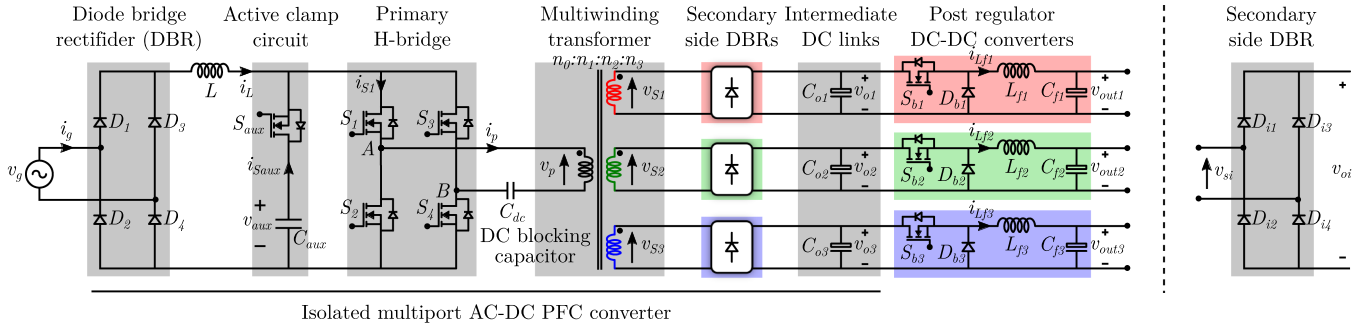 Diode bridge
rectifider (DBR)
Active clamp
circuit
Primary
H-bridge
Multiwinding
transformer
n0:n1:n2:n3
Secondary
side DBRs
Intermediate
DC links
Post regulator
DC-DC converters
Secondary
side DBR
iL
L
iS1
ig
vg
D1
D3
D2
D4
Saux
iSaux
+
vaux
−
Caux
S1
S3
A
B
S2
S4
ip
Cdc
DC blocking
capacitor
vp
vS1
vS2
vS3
Co1
+
vo1
−
Co2
+
vo2
−
Co3
+
vo3
−
iLf1
Sb1
Db1
Lf1
Cf1
+
vout1
−
iLf2
Sb2
Db2
Lf2
Cf2
+
vout2
−
iLf3
Sb3
Db3
Lf3
Cf3
+
vout3
−
vsi
Di1
Di3
Di2
Di4
+
voi
−
Isolated multiport AC-DC PFC converter